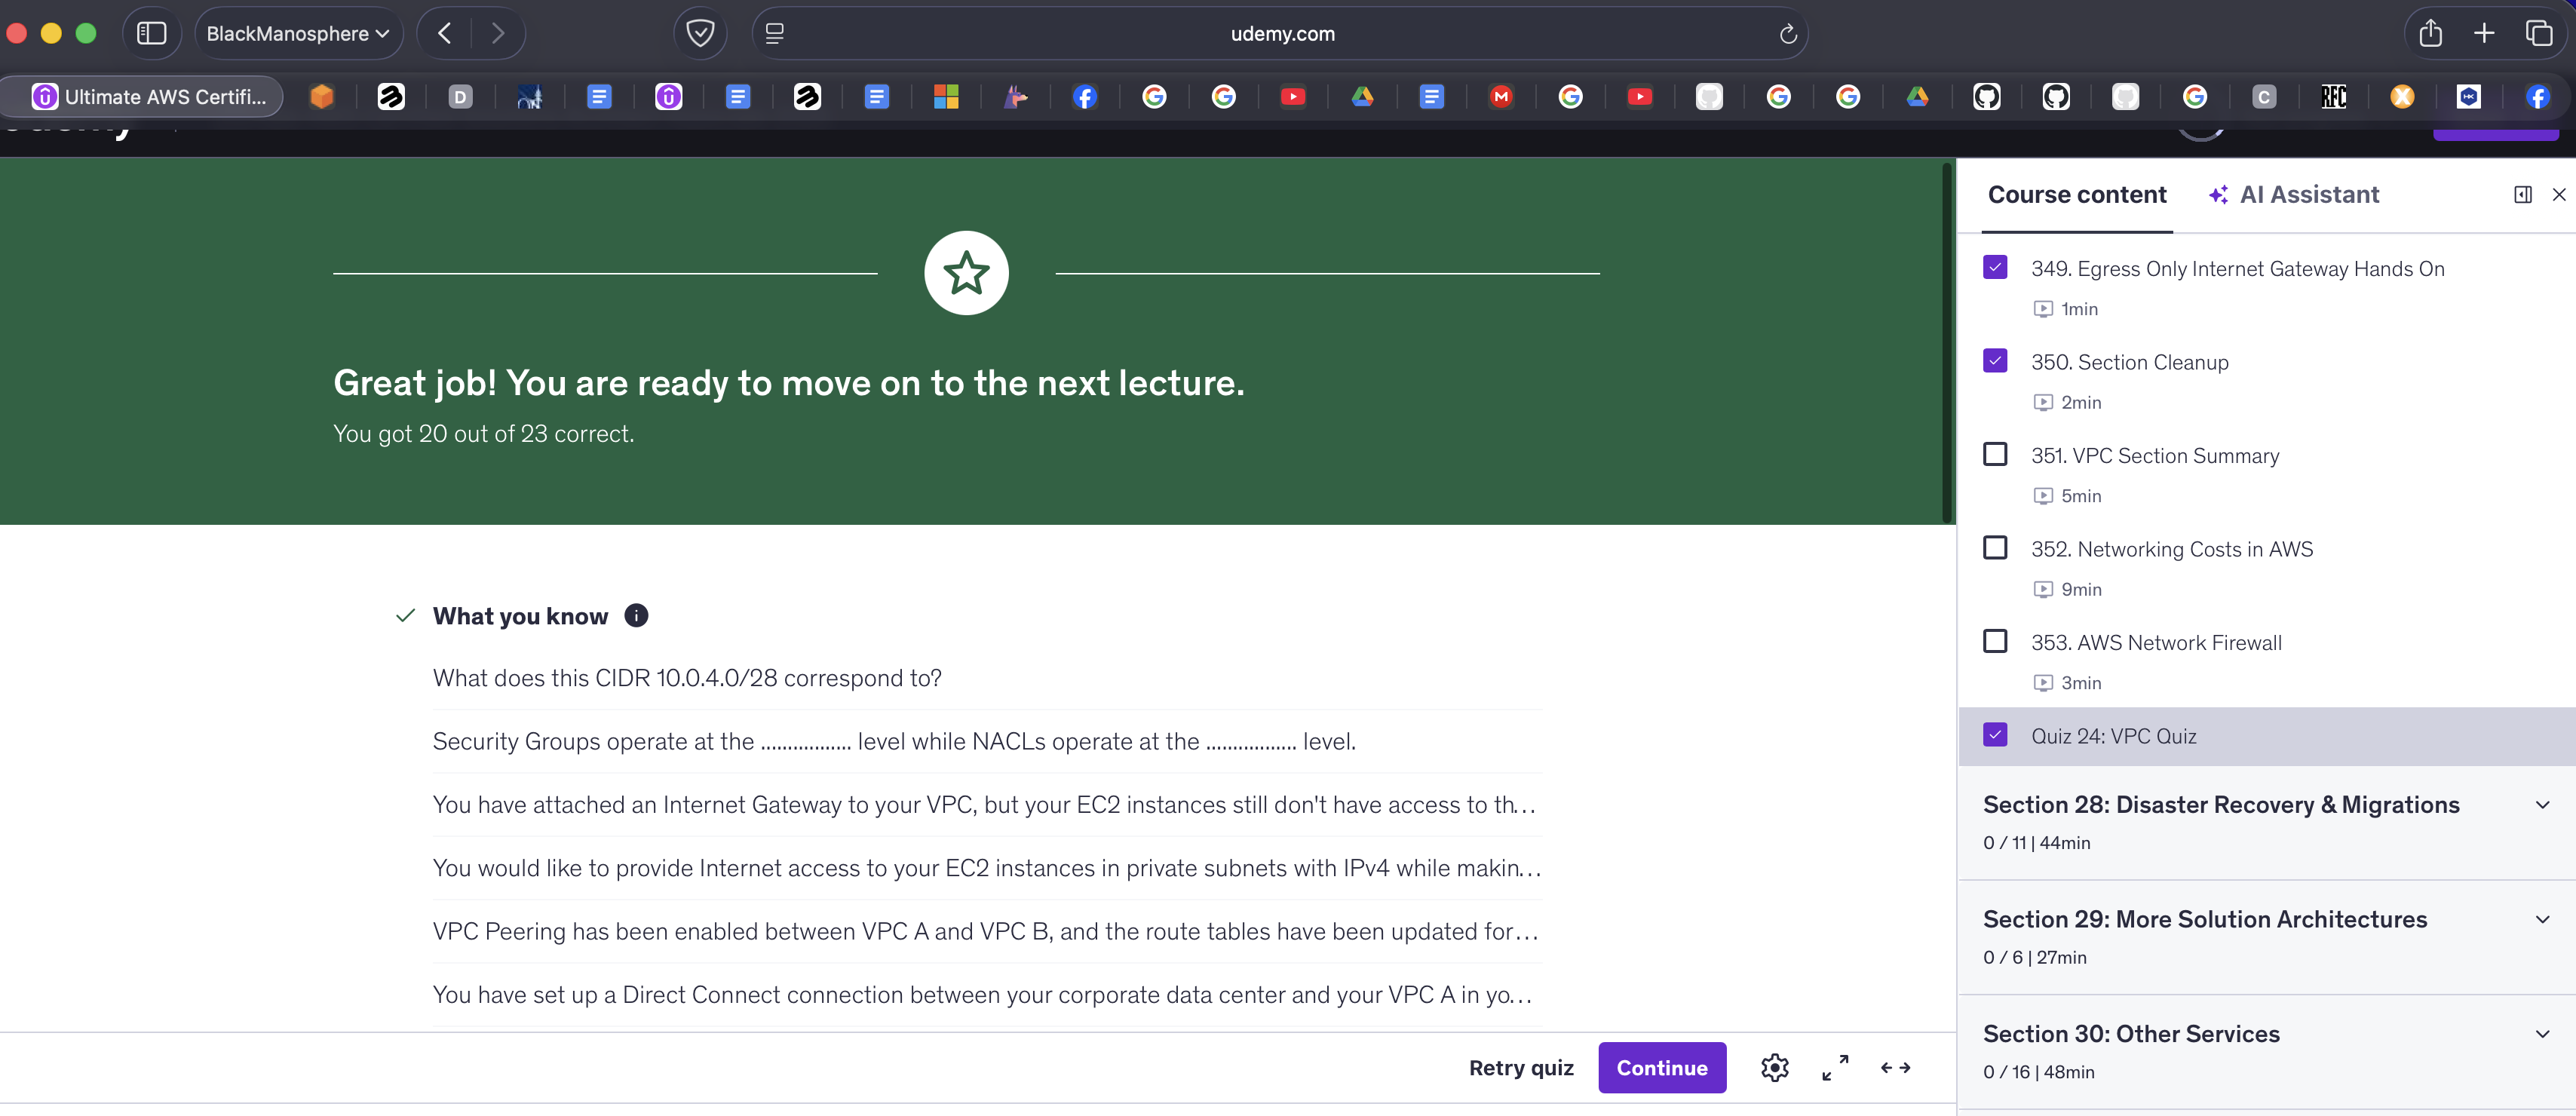 BlackManosphere
udemy.com
Ultimate AWS Certifi...
Great job! You are ready to move on to the next lecture.
You got 20 out of 23 correct.
What you know
What does this CIDR 10.0.4.0/28 correspond to?
Security Groups operate at the ................. level while NACLs operate at the ................. level.
You have attached an Internet Gateway to your VPC, but your EC2 instances still don't have access to th...
You would like to provide Internet access to your EC2 instances in private subnets with IPv4 while makin...
VPC Peering has been enabled between VPC A and VPC B, and the route tables have been updated for...
You have set up a Direct Connect connection between your corporate data center and your VPC A in yo...
Retry quiz
Continue
Course content
AI Assistant
349. Egress Only Internet Gateway Hands On
1min
350. Section Cleanup
2min
351. VPC Section Summary
5min
352. Networking Costs in AWS
9min
353. AWS Network Firewall
3min
Quiz 24: VPC Quiz
Section 28: Disaster Recovery & Migrations
0 / 11 | 44min
Section 29: More Solution Architectures
0 / 6 | 27min
Section 30: Other Services
0 / 16 | 48min